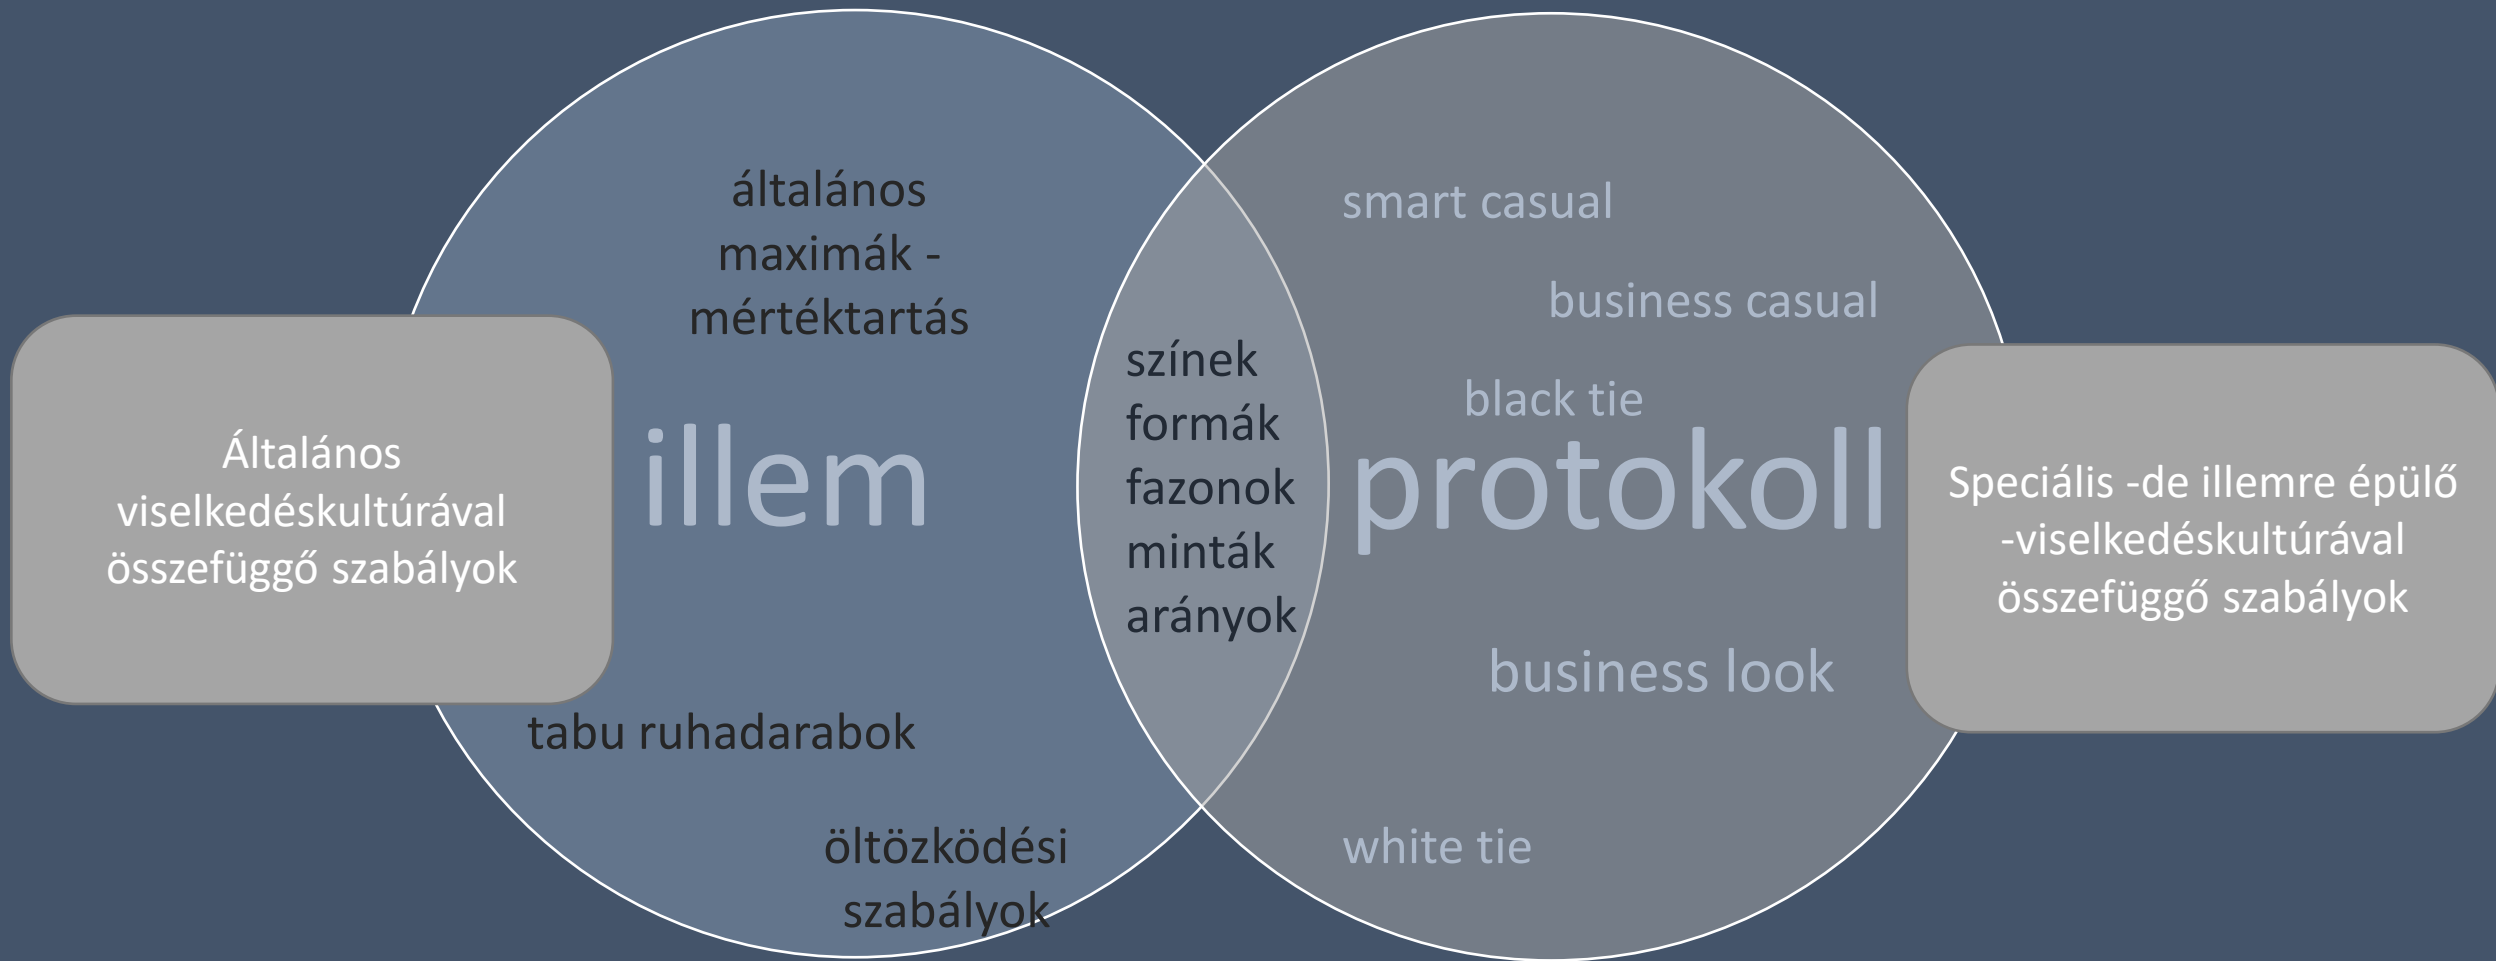 általános
maximák -
mértéktartás
Általános
viselkedéskultúrával
összefüggő szabályok
illem
tabu ruhadarabok
öltözködési
szabályok
színek
formák
fazonok
minták
arányok
smart casual
business casual
black tie
protokoll
business look
white tie
Speciális -de illemre épülő
-viselkedéskultúrával
összefüggő szabályok